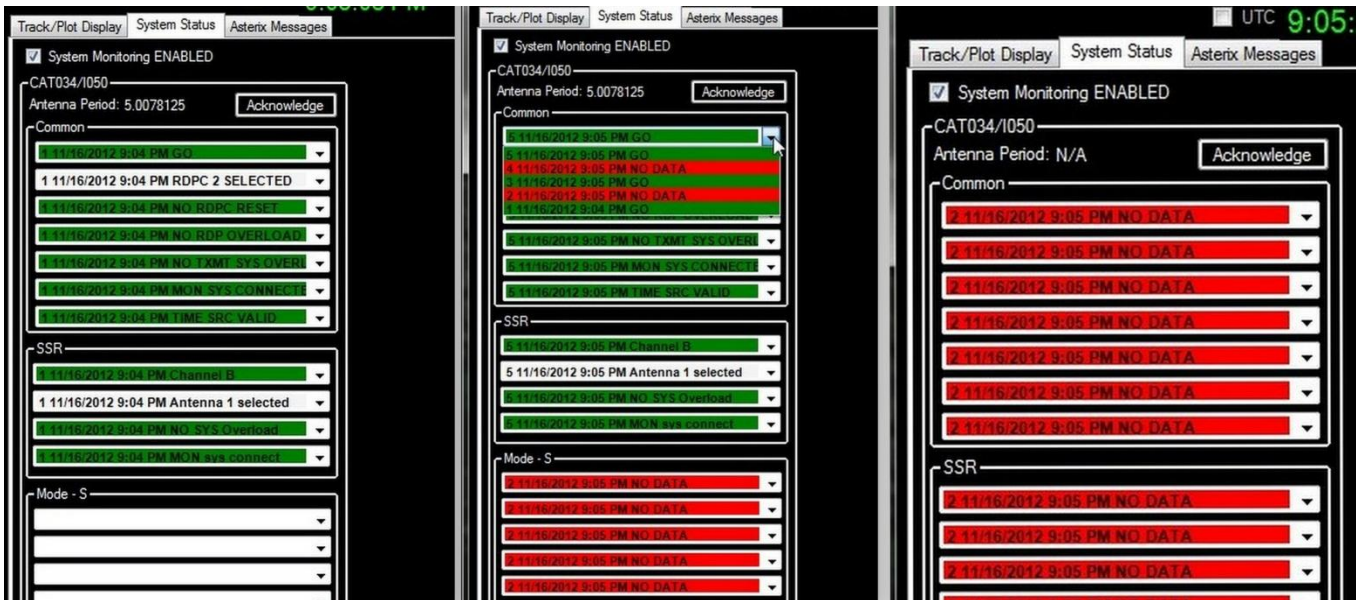 Track/Plot Display System Status Asterix Messages
System Monitoring ENABLED
CAT034/I050
Antenna Period: 5.0078125 Acknowledge
Common
1 11/16/2012 9:04 PM GO
1 11/16/2012 9:04 PM RDPC 2 SELECTED
1 11/16/2012 9:04 PM NO RDPC RESET
1 11/16/2012 9:04 PM NO RDP OVERLOAD
1 11/16/2012 9:04 PM NO TXMT SYS OVERL
1 11/16/2012 9:04 PM MON SYS CONNECTE
1 11/16/2012 9:04 PM TIME SRC VALID
SSR
1 11/16/2012 9:04 PM Channel B
1 11/16/2012 9:04 PM Antenna 1 selected
1 11/16/2012 9:04 PM NO SYS Overload
1 11/16/2012 9:04 PM MON sys connect
Mode - S
Track/Plot Display System Status Asterix Messages
System Monitoring ENABLED
CAT034/I050
Antenna Period: 5.0078125 Acknowledge
Common
5 11/16/2012 9:05 PM GO
5 11/16/2012 9:05 PM GO
4 11/16/2012 9:05 PM NO DATA
3 11/16/2012 9:05 PM GO
2 11/16/2012 9:05 PM NO DATA
1 11/16/2012 9:04 PM GO
5 11/16/2012 9:05 PM NO TXMT SYS OVERL
5 11/16/2012 9:05 PM MON SYS CONNECTE
5 11/16/2012 9:05 PM TIME SRC VALID
SSR
5 11/16/2012 9:05 PM Channel B
5 11/16/2012 9:05 PM Antenna 1 selected
5 11/16/2012 9:05 PM NO SYS Overload
5 11/16/2012 9:05 PM MON sys connect
Mode - S
2 11/16/2012 9:05 PM NO DATA
2 11/16/2012 9:05 PM NO DATA
2 11/16/2012 9:05 PM NO DATA
2 11/16/2012 9:05 PM NO DATA
2 11/16/2012 9:05 PM NO DATA
UTC 9:05:
Track/Plot Display System Status Asterix Messages
System Monitoring ENABLED
CAT034/I050
Antenna Period: N/A Acknowledge
Common
2 11/16/2012 9:05 PM NO DATA
2 11/16/2012 9:05 PM NO DATA
2 11/16/2012 9:05 PM NO DATA
2 11/16/2012 9:05 PM NO DATA
2 11/16/2012 9:05 PM NO DATA
2 11/16/2012 9:05 PM NO DATA
2 11/16/2012 9:05 PM NO DATA
SSR
2 11/16/2012 9:05 PM NO DATA
2 11/16/2012 9:05 PM NO DATA
2 11/16/2012 9:05 PM NO DATA